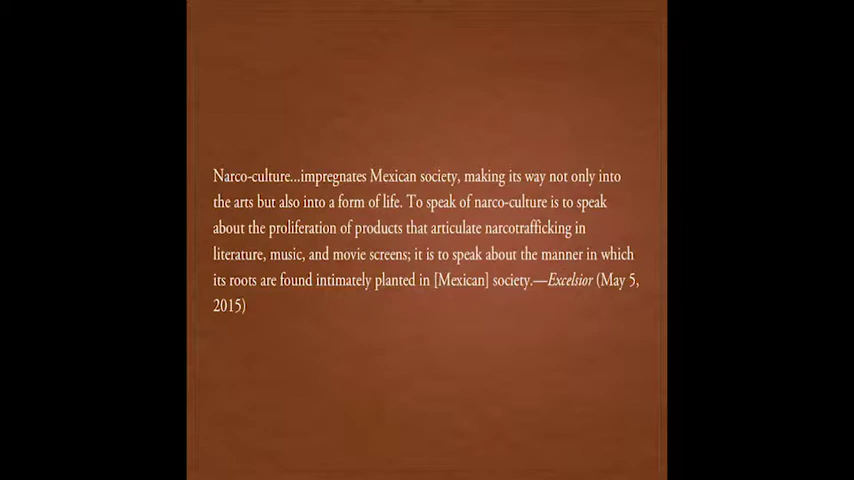 Narco-culture...impregnates Mexican society, making its way not only into
the arts but also into a form of life. To speak of narco-culture is to speak
about the proliferation of products that articulate narcotrafficking in
literature, music, and movie screens; it is to speak about the manner in which
its roots are found intimately planted in [Mexican] society.—Excelsior (May 5,
2015)